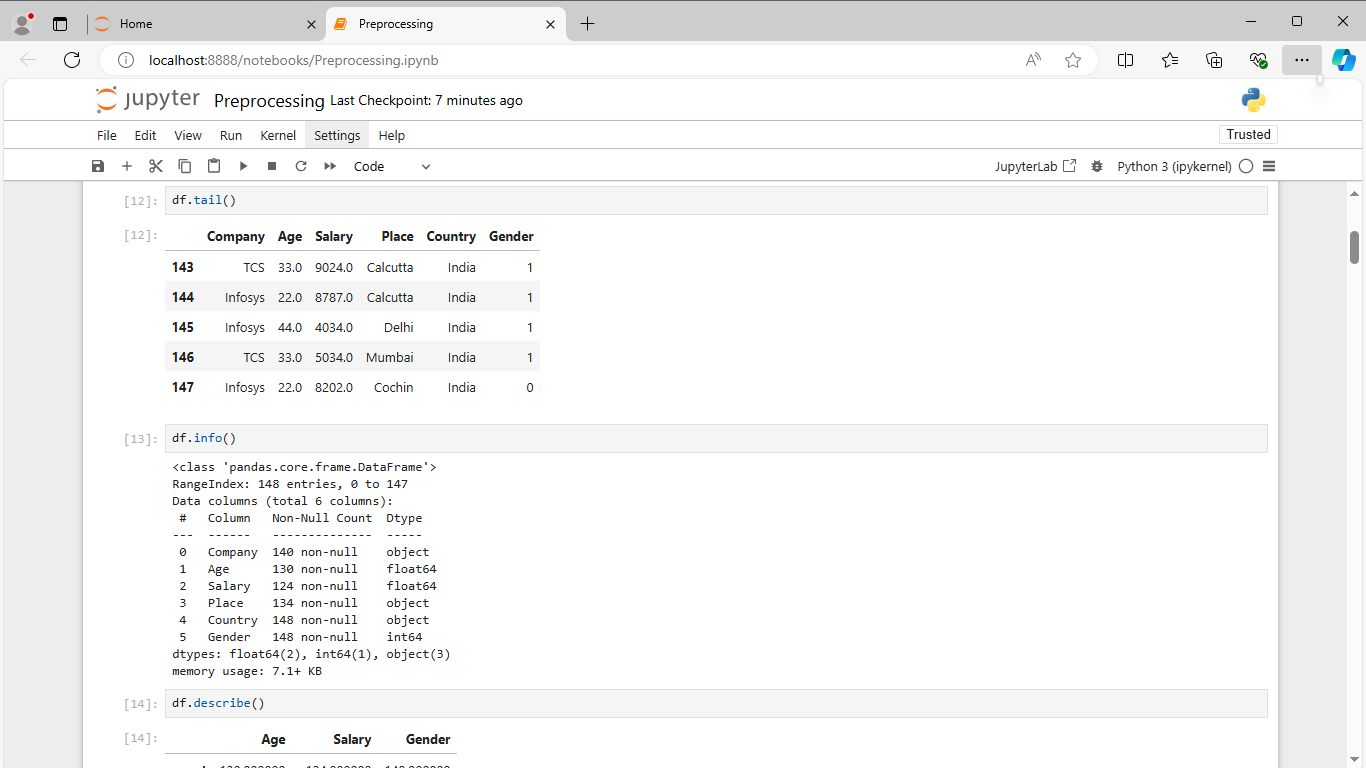 Home
Preprocessing
localhost:8888/notebooks/Preprocessing.ipynb
jupyter Preprocessing Last Checkpoint: 7 minutes ago
File Edit View Run Kernel Settings Help
Trusted
Code
JupyterLab
Python 3 (ipykernel)
[12]: df.tail()
[12]: Company Age Salary Place Country Gender
143 TCS 33.0 9024.0 Calcutta India 1
144 Infosys 22.0 8787.0 Calcutta India 1
145 Infosys 44.0 4034.0 Delhi India 1
146 TCS 33.0 5034.0 Mumbai India 1
147 Infosys 22.0 8202.0 Cochin India 0
[13]: df.info()
<class 'pandas.core.frame.DataFrame'>
RangeIndex: 148 entries, 0 to 147
Data columns (total 6 columns):
# Column Non-Null Count Dtype
--- ------ -------------- -----
0 Company 140 non-null object
1 Age 130 non-null float64
2 Salary 124 non-null float64
3 Place 134 non-null object
4 Country 148 non-null object
5 Gender 148 non-null int64
dtypes: float64(2), int64(1), object(3)
memory usage: 7.1+ KB
[14]: df.describe()
[14]: Age Salary Gender